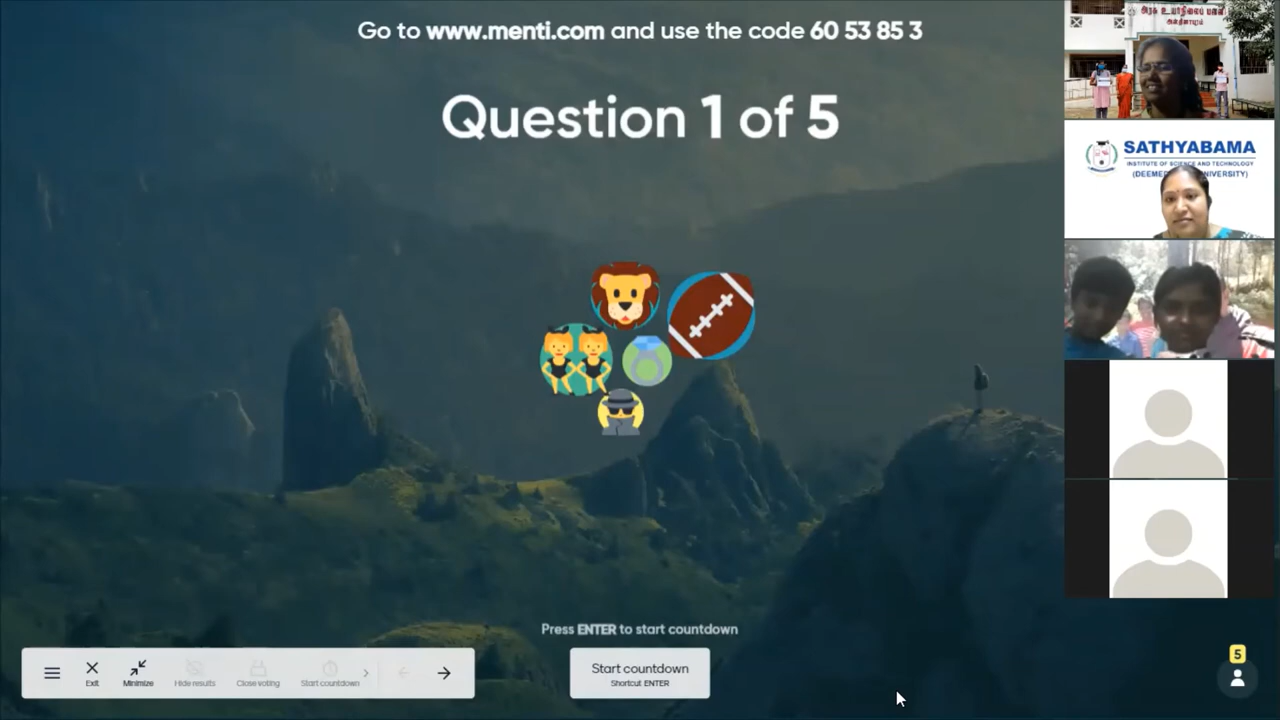 Go to www.menti.com and use the code 60 53 85 3
Question 1 of 5
Press ENTER to start countdown
Exit
Minimize
Hide results
Close voting
Start countdown
Start countdown
Shortcut ENTER
அரசு உயர்நிலைப்
SATHYABAMA
INSTITUTE OF SCIENCE AND TECHNOLOGY
5